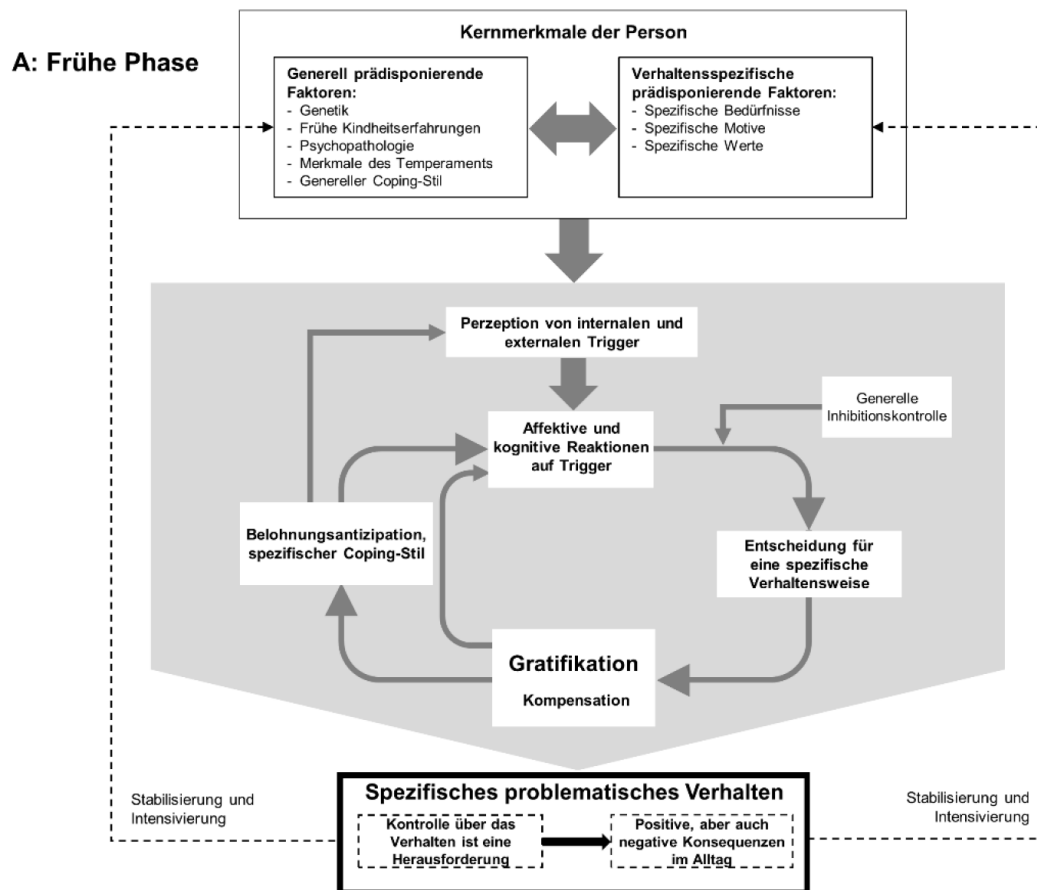 Kernmerkmale der Person
A: Frühe Phase
Generell prädisponierende
Faktoren:
- Genetik
- Frühe Kindheitserfahrungen
- Psychopathologie
- Merkmale des Temperaments
- Genereller Coping-Stil
Verhaltensspezifische
prädisponierende Faktoren:
- Spezifische Bedürfnisse
- Spezifische Motive
- Spezifische Werte
Perzeption von internalen und
externalen Trigger
Generelle
Inhibitionskontrolle
Affektive und
kognitive Reaktionen
auf Trigger
Belohnungsantizipation,
spezifischer Coping-Stil
Entscheidung für
eine spezifische
Verhaltensweise
Gratifikation
Kompensation
Stabilisierung und
Intensivierung
Spezifisches problematisches Verhalten
Kontrolle über das
Verhalten ist eine
Herausforderung
Positive, aber auch
negative Konsequenzen
im Alltag
Stabilisierung und
Intensivierung